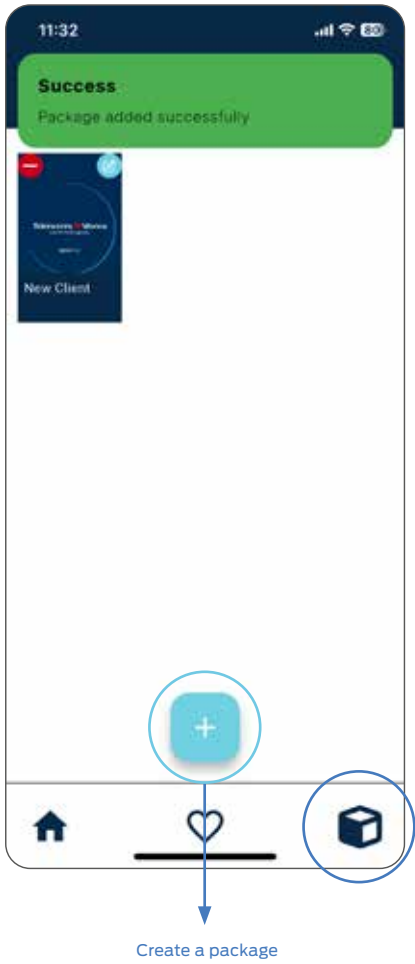 11:32
80
Success
Package added successfully
New Client
+
Create a package